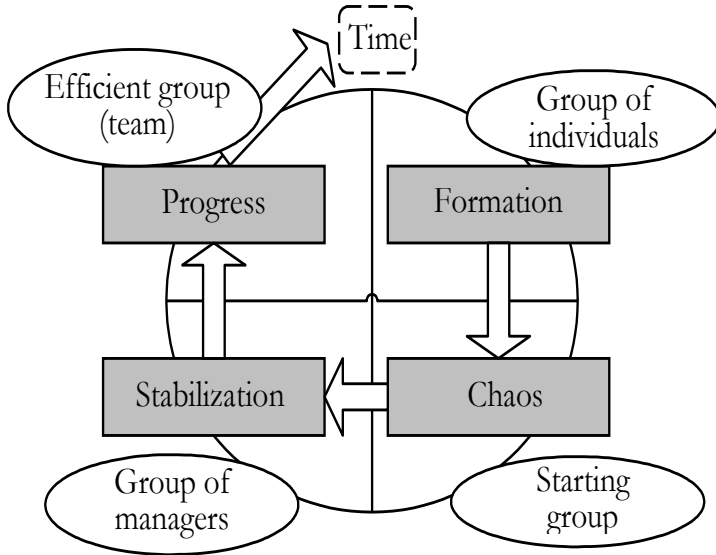 Time
Efficient group
(team)
Group of
individuals
Progress
Formation
Stabilization
Chaos
Group of
managers
Starting
group